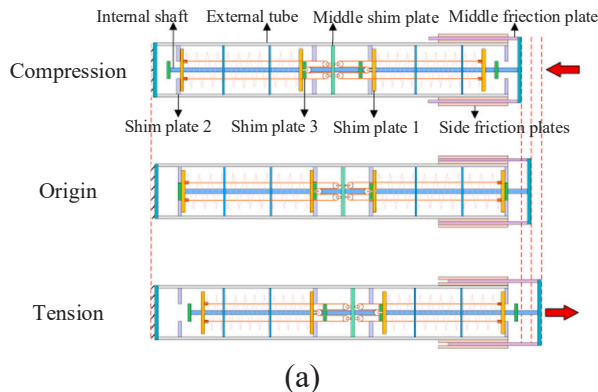 Internal shaft External tube Middle shim plate Middle friection plate
Compression
Shim plate 2 Shim plate 3 Shim plate 1 Side friction plates
Origin
Tension
(a)